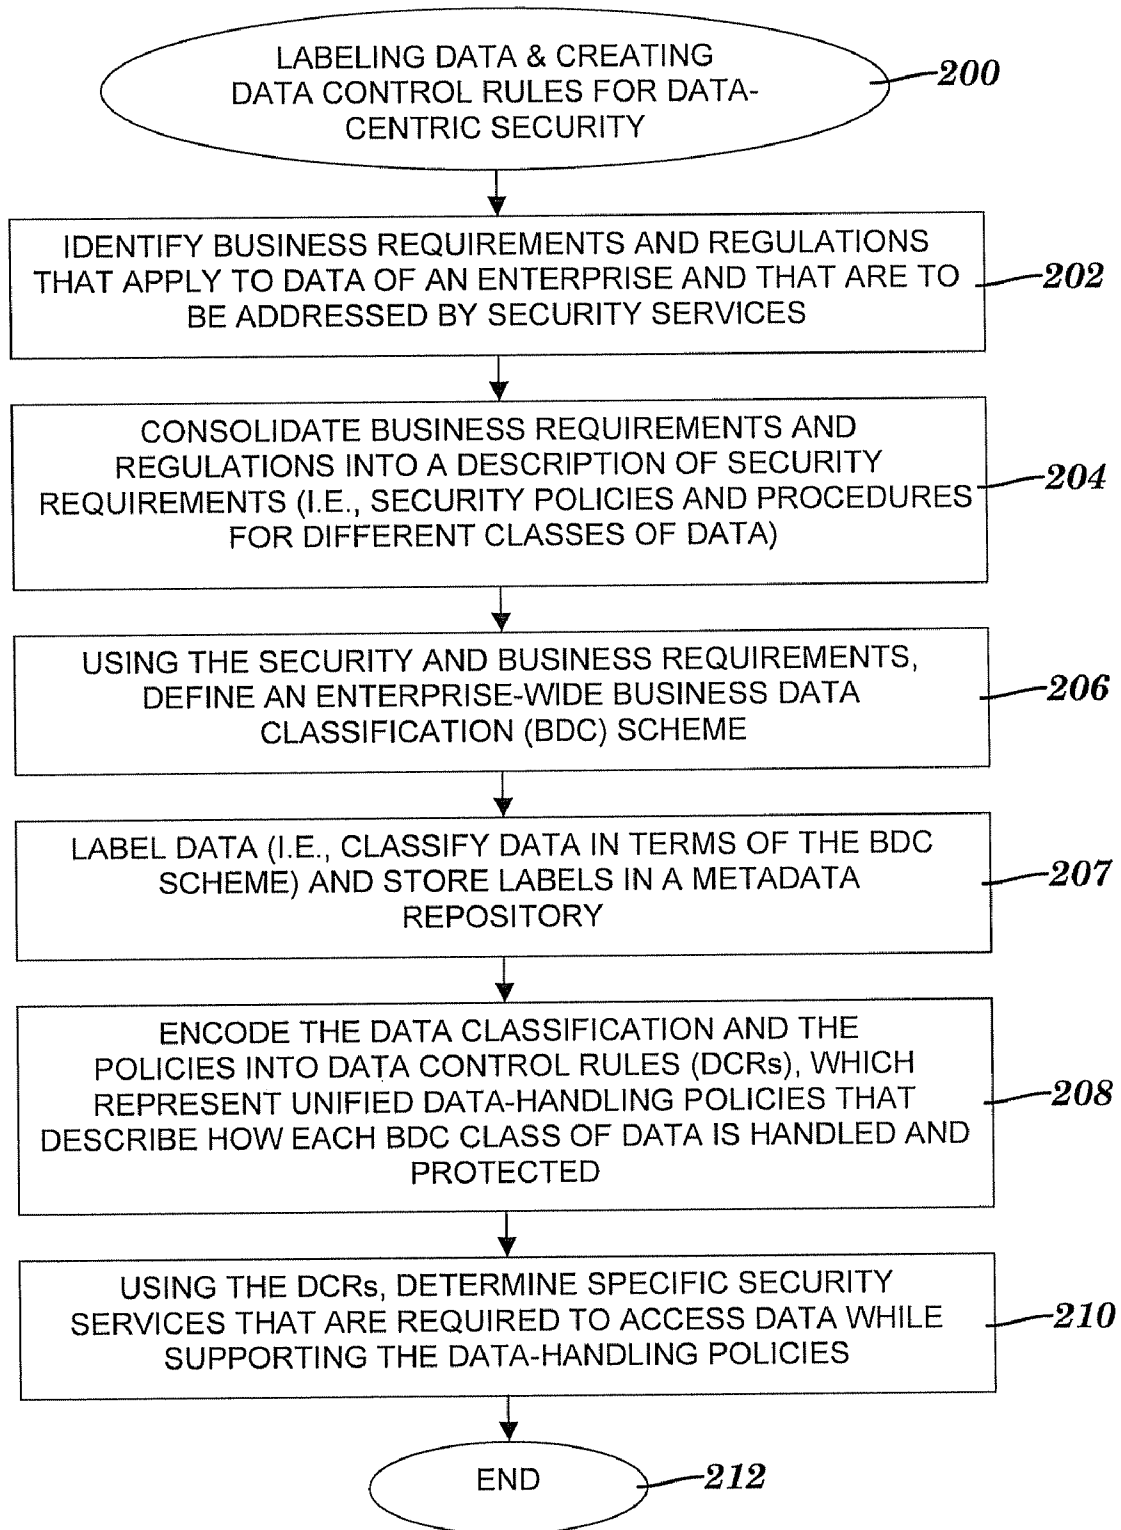 LABELING DATA & CREATING
DATA CONTROL RULES FOR DATA-
CENTRIC SECURITY
200
IDENTIFY BUSINESS REQUIREMENTS AND REGULATIONS
THAT APPLY TO DATA OF AN ENTERPRISE AND THAT ARE TO
BE ADDRESSED BY SECURITY SERVICES
202
CONSOLIDATE BUSINESS REQUIREMENTS AND
REGULATIONS INTO A DESCRIPTION OF SECURITY
REQUIREMENTS (I.E., SECURITY POLICIES AND PROCEDURES
FOR DIFFERENT CLASSES OF DATA)
204
USING THE SECURITY AND BUSINESS REQUIREMENTS,
DEFINE AN ENTERPRISE-WIDE BUSINESS DATA
CLASSIFICATION (BDC) SCHEME
206
LABEL DATA (I.E., CLASSIFY DATA IN TERMS OF THE BDC
SCHEME) AND STORE LABELS IN A METADATA
REPOSITORY
207
ENCODE THE DATA CLASSIFICATION AND THE
POLICIES INTO DATA CONTROL RULES (DCRs), WHICH
REPRESENT UNIFIED DATA-HANDLING POLICIES THAT
DESCRIBE HOW EACH BDC CLASS OF DATA IS HANDLED AND
PROTECTED
208
USING THE DCRs, DETERMINE SPECIFIC SECURITY
SERVICES THAT ARE REQUIRED TO ACCESS DATA WHILE
SUPPORTING THE DATA-HANDLING POLICIES
210
END
212